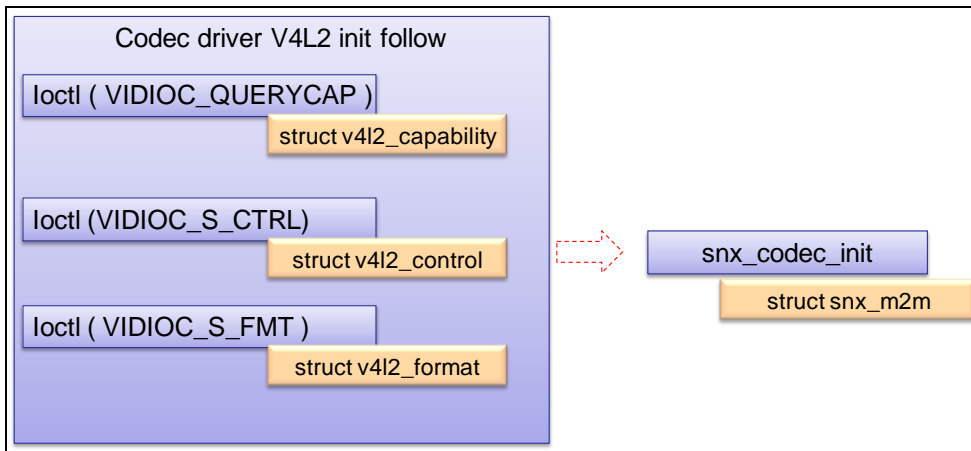 Codec driver V4L2 init follow
Ioctl ( VIDIOC_QUERYCAP )
struct v4l2_capability
Ioctl (VIDIOC_S_CTRL)
struct v4l2_control
Ioctl ( VIDIOC_S_FMT )
struct v4l2_format
snx_codec_init
struct snx_m2m